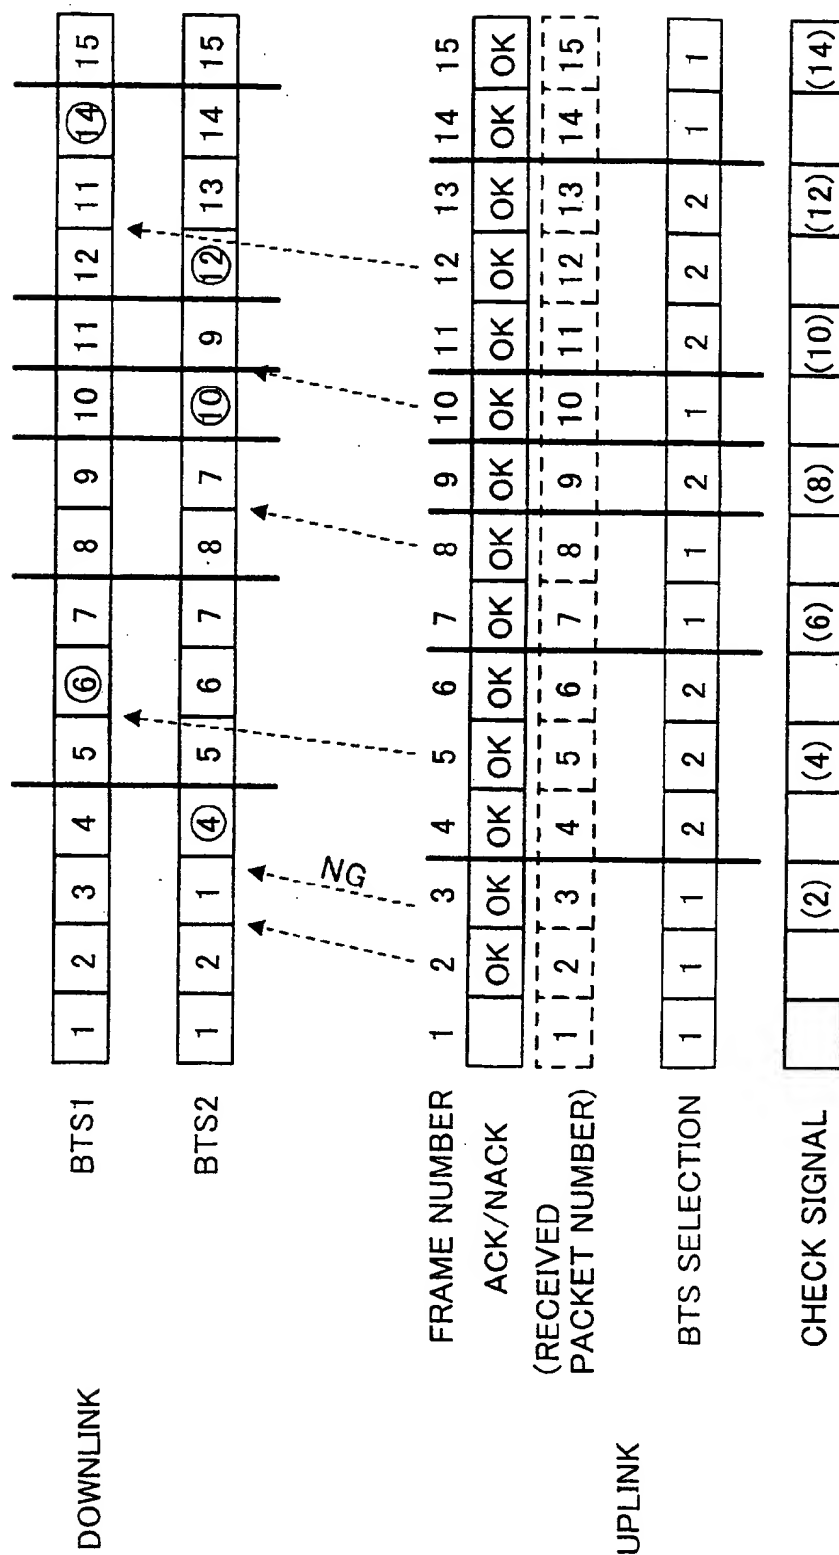 DOWNLINK
BTS1 1 2 3 4 5 ⑥ 7 8 9 10 11 12 11 ⑭ 15
BTS2 1 2 1 ④ 5 6 7 8 7 ⑩ 9 ⑫ 13 14 15
NG
UPLINK
FRAME NUMBER 1 2 3 4 5 6 7 8 9 10 11 12 13 14 15
ACK/NACK OK OK OK OK OK OK OK OK OK OK OK OK OK OK
(RECEIVED
PACKET NUMBER) 1 2 3 4 5 6 7 8 9 10 11 12 13 14 15
BTS SELECTION 1 1 1 2 2 2 1 1 2 1 2 2 2 1 1
CHECK SIGNAL (2) (4) (6) (8) (10) (12) (14)